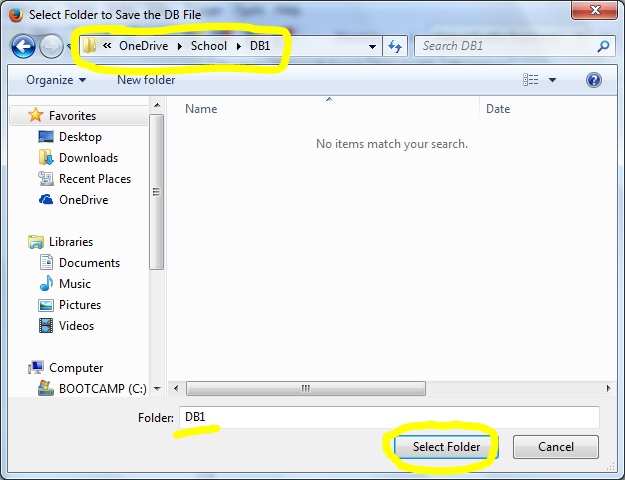 Select Folder to Save the DB File
« OneDrive School DB1
Search DB1
Organize New folder
Name Date
No items match your search.
Favorites
Desktop
Downloads
Recent Places
OneDrive
Libraries
Documents
Music
Pictures
Videos
Computer
BOOTCAMP (C:)
Folder: DB1
Select Folder Cancel